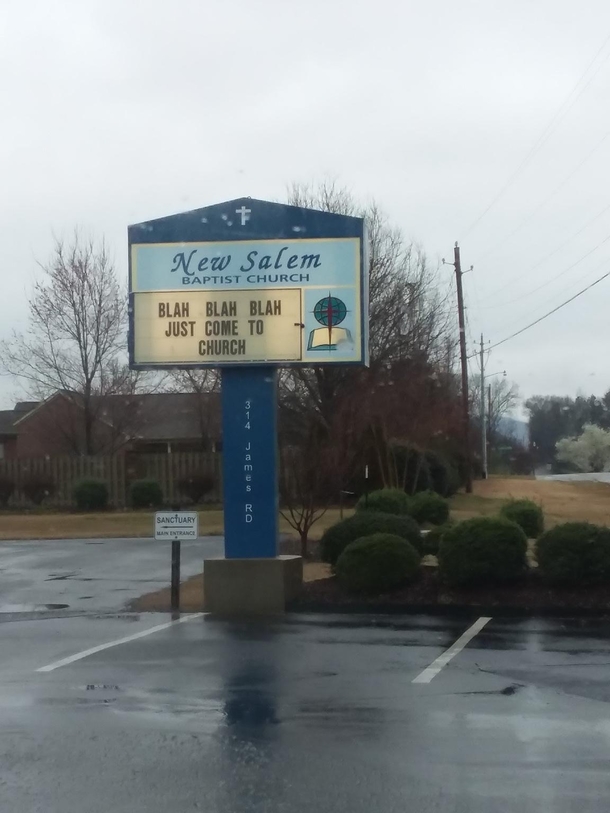 New Salem
BAPTIST CHURCH
BLAH BLAH BLAH
JUST COME TO
CHURCH
314 James RD
SANCTUARY
MAIN ENTRANCE